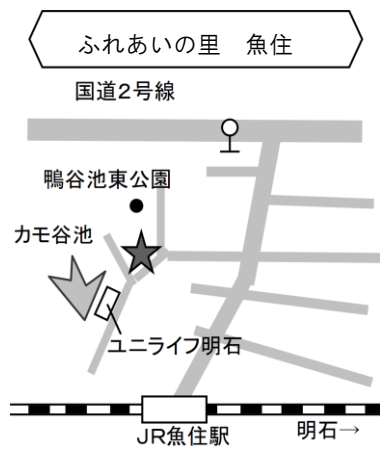 ふれあいの里　魚住
国道2号線
鴨谷池東公園
カモ谷池
ユニライフ明石
JR魚住駅
明石→